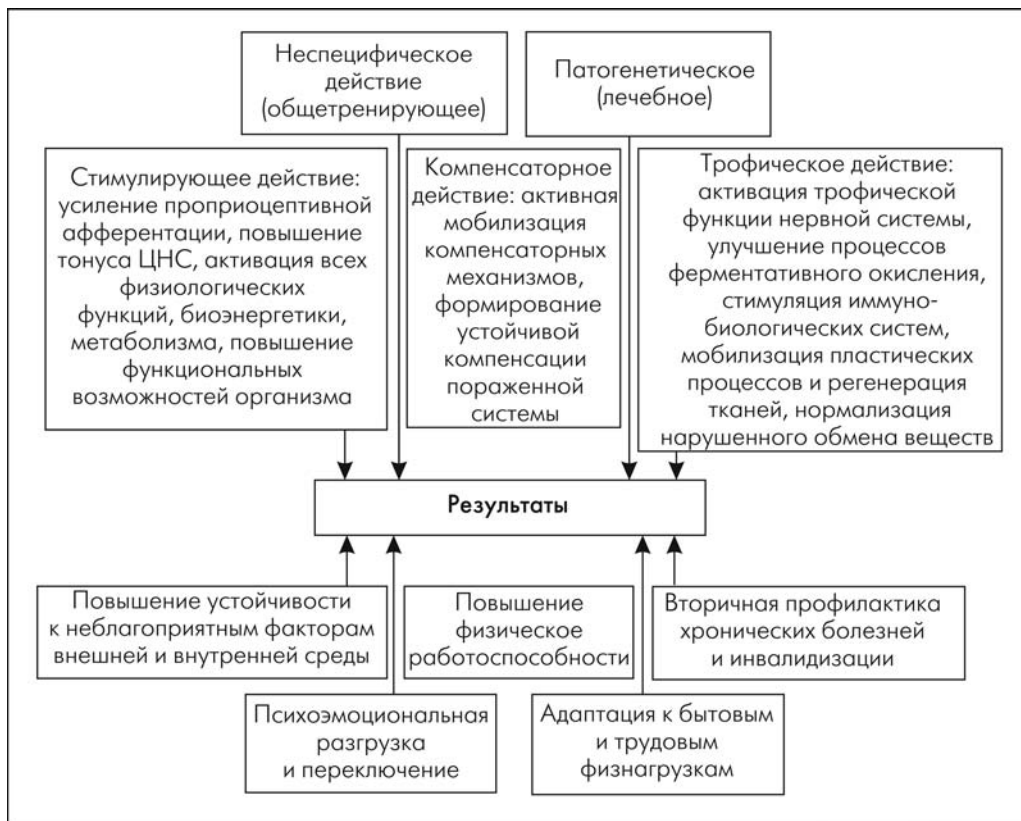 Неспецифическое
действие
(общетренирующее)
Патогенетическое
(лечебное)
Стимулирующее действие:
усиление проприоцептивной
афферентации, повышение
тонуса ЦНС, активация всех
физиологических
функций, биоэнергетики,
метаболизма, повышение
функциональных
возможностей организма
Компенсаторное
действие: активная
мобилизация
компенсаторных
механизмов,
формирование
устойчивой
компенсации
пораженной
системы
Трофическое действие:
активация трофической
функции нервной системы,
улучшение процессов
ферментативного окисления,
стимуляция иммуно-
биологических систем,
мобилизация пластических
процессов и регенерация
тканей, нормализация
нарушенного обмена веществ
Результаты
Повышение устойчивости
к неблагоприятным факторам
внешней и внутренней среды
Повышение
физическое
работоспособности
Вторичная профилактика
хронических болезней
и инвалидизации
Психоэмоциональная
разгрузка
и переключение
Адаптация к бытовым
и трудовым
физнагрузкам